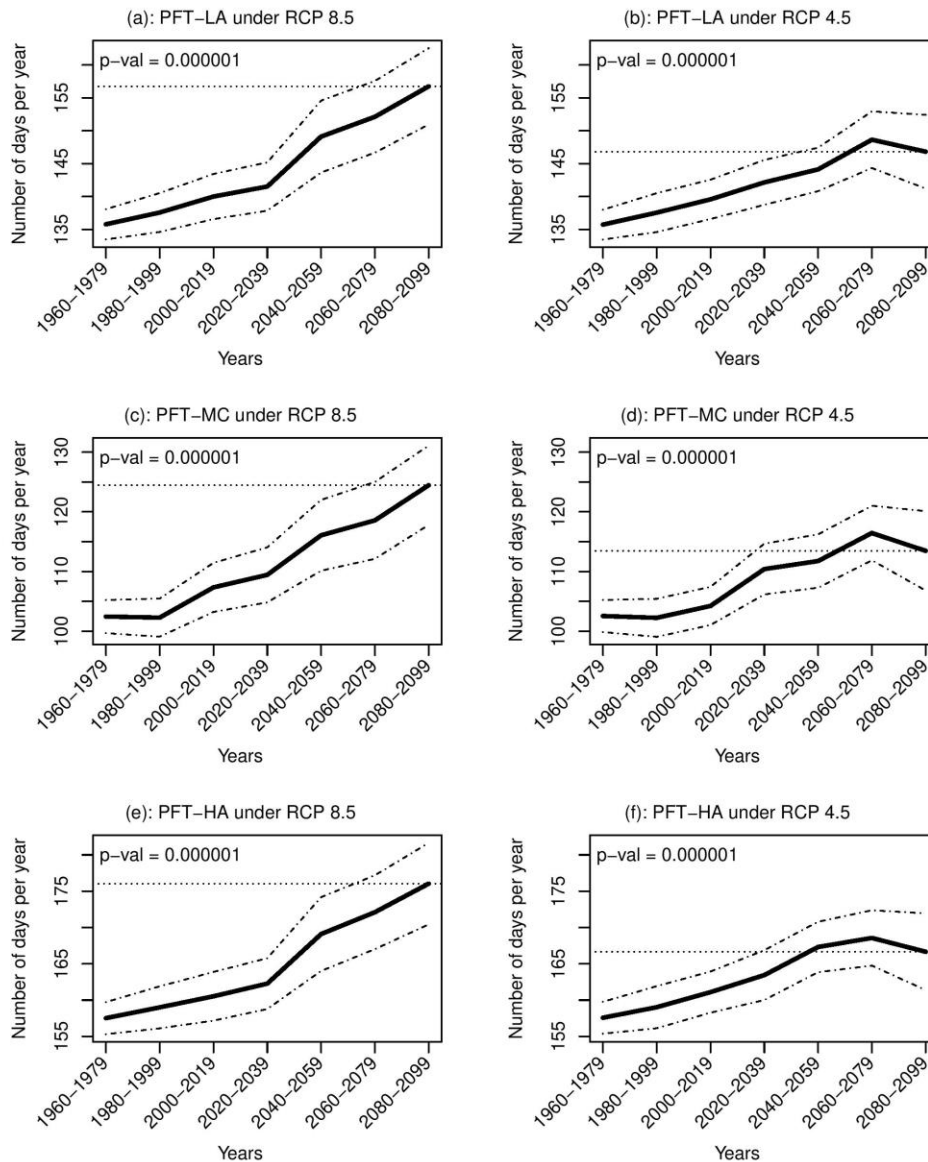 (a): PFT−LA under RCP 8.5
p−val = 0.000001
Number of days per year
135
145
155
1960−1979
1980−1999
2000−2019
2020−2039
2040−2059
2060−2079
2080−2099
Years
(b): PFT−LA under RCP 4.5
p−val = 0.000001
Number of days per year
135
145
155
1960−1979
1980−1999
2000−2019
2020−2039
2040−2059
2060−2079
2080−2099
Years
(c): PFT−MC under RCP 8.5
p−val = 0.000001
Number of days per year
100
110
120
130
1960−1979
1980−1999
2000−2019
2020−2039
2040−2059
2060−2079
2080−2099
Years
(d): PFT−MC under RCP 4.5
p−val = 0.000001
Number of days per year
100
110
120
130
1960−1979
1980−1999
2000−2019
2020−2039
2040−2059
2060−2079
2080−2099
Years
(e): PFT−HA under RCP 8.5
p−val = 0.000001
Number of days per year
155
165
175
1960−1979
1980−1999
2000−2019
2020−2039
2040−2059
2060−2079
2080−2099
Years
(f): PFT−HA under RCP 4.5
p−val = 0.000001
Number of days per year
155
165
175
1960−1979
1980−1999
2000−2019
2020−2039
2040−2059
2060−2079
2080−2099
Years